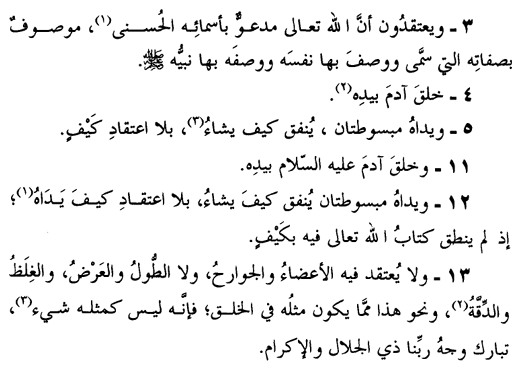 ٣ - ويعتقدُون أنَّ الله تعالى مدعوٌّ بأسمائِه الحُسنى(١)، موصوفٌ
بصفاتِه التي سمَّى ووصفَ بها نفسَه ووصفَه بها نبيُّه ﷺ.
٤ - خلقَ آدمَ بيدِه(٢).
٥ - ويداهُ مبسوطتان، يُنفق كيف يشاءُ(٣)، بلا اعتقادِ كَيْفٍ.
١١ - وخلقَ آدمَ عليه السّلام بيدِه.
١٢ - ويداهُ مبسوطتان يُنفقُ كيفَ يشاءُ، بلا اعتقادِ كيفَ يَدَاهُ(١)؛
إذ لم ينطق كتابُ الله تعالى فيه بكَيْفٍ.
١٣ - ولا يُعتقد فيه الأعضاءُ والجوارحُ، ولا الطُّولُ والعَرْضُ، والغِلَظُ
والدِّقَّةُ(٢)، ونحو هذا ممَّا يكون مثلُه في الخلق؛ فإنَّه ليس كمثله شيء(٣)،
تبارك وجهُ ربِّنا ذي الجلال والإكرام.